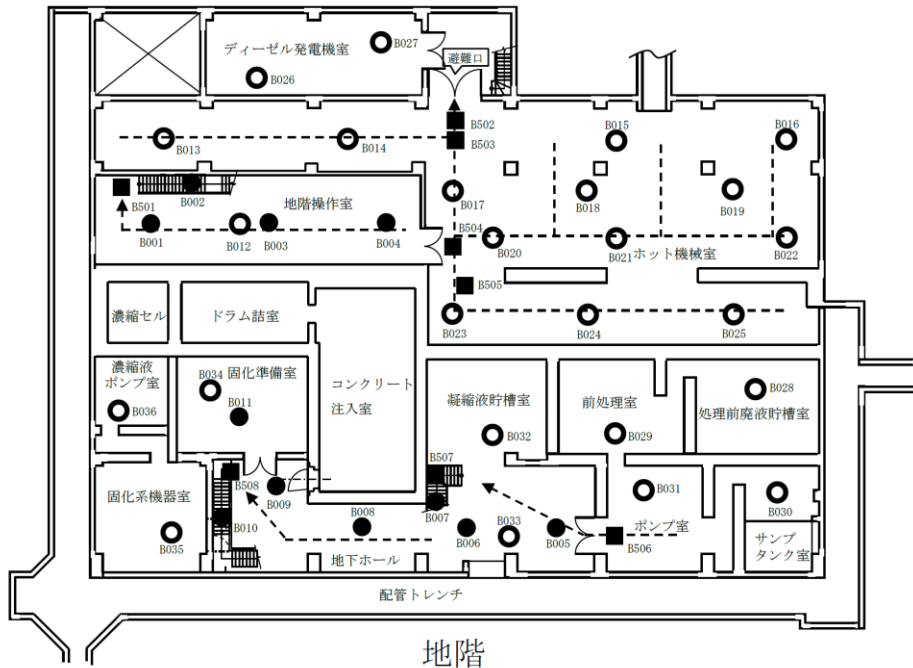 ディーゼル発電機室
B027
避難口
B026
B502
B503
B015
B016
B013
B014
B501
B002
地階操作室
B017
B018
B019
B001
B012
B003
B004
B504
B020
B021
B022
ホット機械室
B505
B023
B024
B025
濃縮セル
ドラム詰室
濃縮液
ポンプ室
B036
B034
固化準備室
B011
コンクリート
注入室
凝縮液貯槽室
B032
前処理室
B029
B028
処理前廃液貯槽室
固化系機器室
B035
B508
B009
B010
B008
地下ホール
B507
B007
B006
B033
B005
B031
ポンプ室
B506
B030
サンプ
タンク室
配管トレンチ
地階